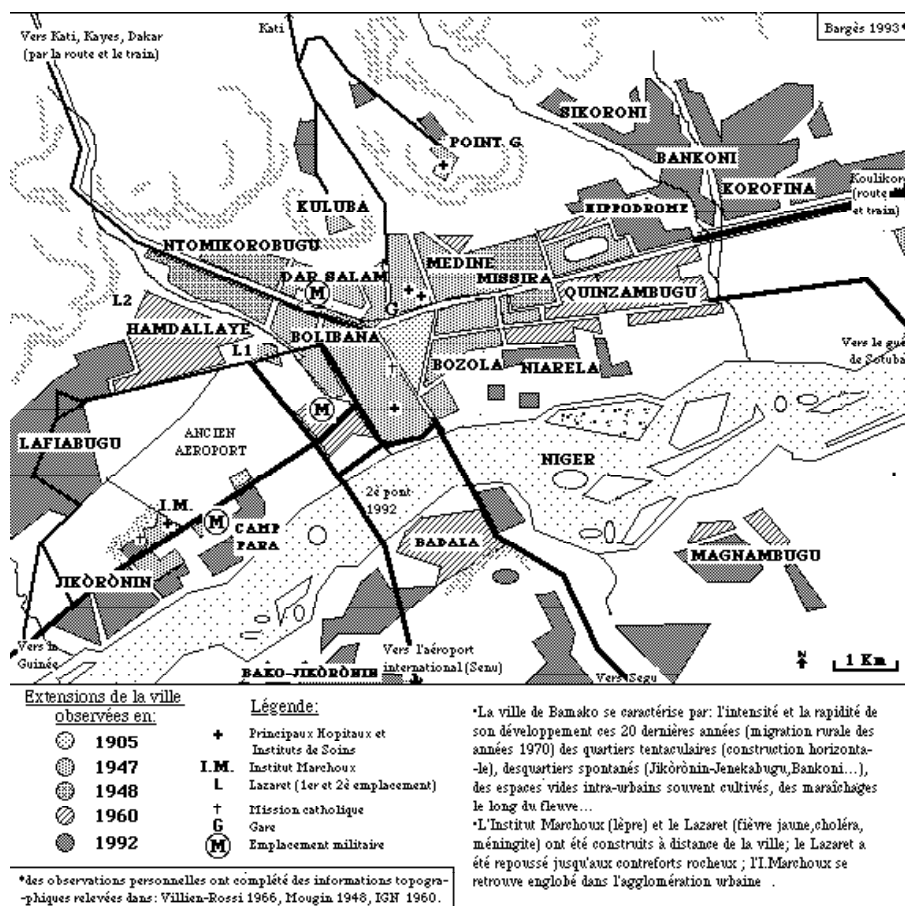 Vers Kati, Kayes, Dakar
(par la route et le train)
Kati
Bargès 1993*
SIKORONI
POINT G
BANKONI
KOROFINA
Koulikoro
(route
et train)
KULUBA
HIPPODROME
NTOMIKOROBUGU
MEDINE
DAR SALAM
MISSIRA
M
QUINZAMBUGU
L2
G
HAMDALLAYE
BOLIBANA
L1
BOZOLA
NIARELA
Vers le gué
de Sotuba
M
LAFIABUGU
ANCIEN
AEROPORT
NIGER
2è pont
1992
I.M.
M
CAMP
PARA
BADALA
MAGNAMBUGU
JIKÒRÒNIN
Vers la
Guinée
Vers l'aéroport
international (Senu)
BAKO-JIKÒRÒNIN
Vers Segu
N
1 Km
Extensions de la ville
observées en:
1905
1947
1948
1960
1992
Légende:
Principaux Hopitaux et
Instituts de Soins
I.M. Institut Marchoux
L Lazaret (1er et 2è emplacement)
† Mission catholique
G Gare
M Emplacement militaire
•La ville de Bamako se caractérise par: l'intensité et la rapidité de
son développement ces 20 dernières années (migration rurale des
années 1970) des quartiers tentaculaires (construction horizonta-
-le), desquartiers spontanés (Jikòrònin-Jenekabugu,Bankoni...),
des espaces vides intra-urbains souvent cultivés, des maraîchages
le long du fleuve...
•L'Institut Marchoux (lèpre) et le Lazaret (fièvre jaune,choléra,
méningite) ont été construits à distance de la ville; le Lazaret a
été repoussé jusqu'aux contreforts rocheux ; l'I.Marchoux se
retrouve englobé dans l'agglomération urbaine .
*des observations personnelles ont complété des informations topogra-
-phiques relevées dans: Villien-Rossi 1966, Mougin 1948, IGN 1960.